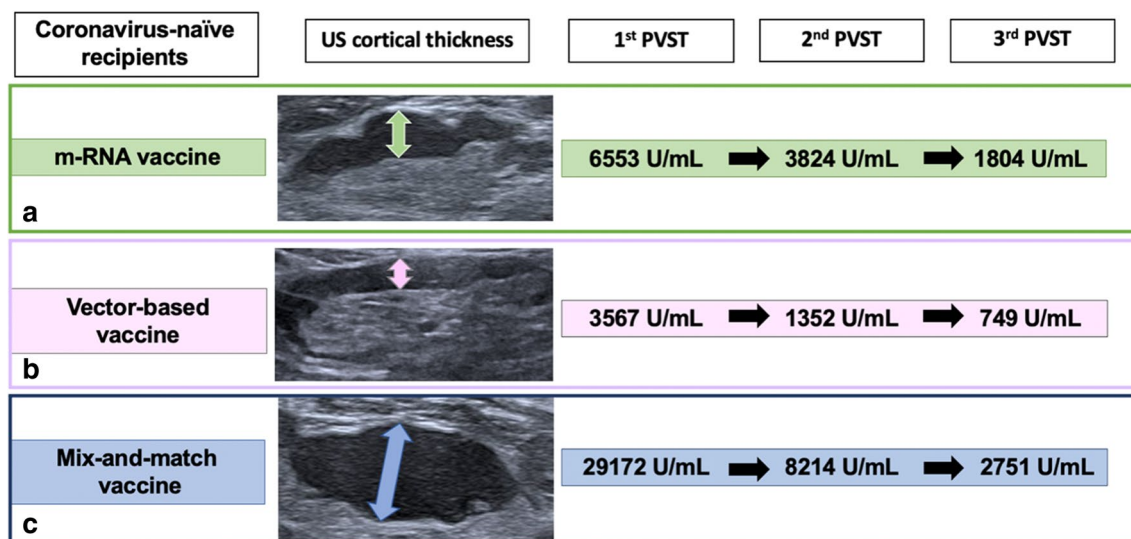 Coronavirus-naïve
recipients
US cortical thickness
1st PVST
2nd PVST
3rd PVST
m-RNA vaccine
6553 U/mL
3824 U/mL
1804 U/mL
a
Vector-based
vaccine
3567 U/mL
1352 U/mL
749 U/mL
b
Mix-and-match
vaccine
29172 U/mL
8214 U/mL
2751 U/mL
c